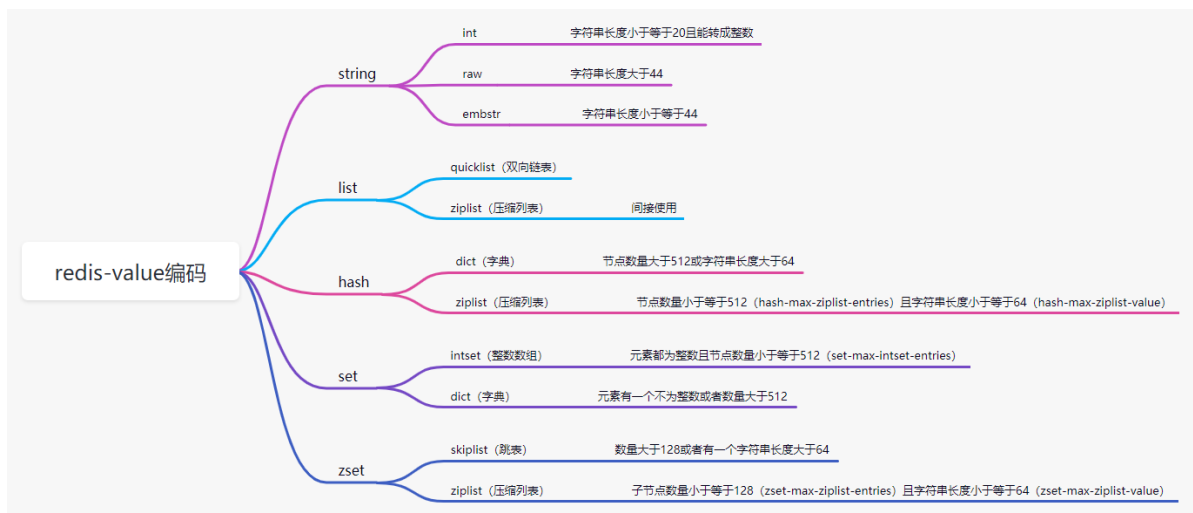 redis-value编码
string
int 字符串长度小于等于20且能转成整数
raw 字符串长度大于44
embstr 字符串长度小于等于44
list
quicklist（双向链表）
ziplist（压缩列表） 间接使用
hash
dict（字典） 节点数量大于512或字符串长度大于64
ziplist（压缩列表） 节点数量小于等于512（hash-max-ziplist-entries）且字符串长度小于等于64（hash-max-ziplist-value）
set
intset（整数数组） 元素都为整数且节点数量小于等于512（set-max-intset-entries）
dict（字典） 元素有一个不为整数或者数量大于512
zset
skiplist（跳表） 数量大于128或者有一个字符串长度大于64
ziplist（压缩列表） 子节点数量小于等于128（zset-max-ziplist-entries）且字符串长度小于等于64（zset-max-ziplist-value）